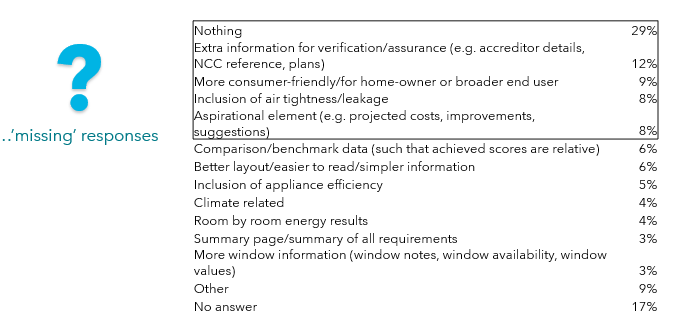 ?
..’missing’ responses
Nothing 29%
Extra information for verification/assurance (e.g. accreditor details,
NCC reference, plans) 12%
More consumer-friendly/for home-owner or broader end user 9%
Inclusion of air tightness/leakage 8%
Aspirational element (e.g. projected costs, improvements,
suggestions) 8%
Comparison/benchmark data (such that achieved scores are relative) 6%
Better layout/easier to read/simpler information 6%
Inclusion of appliance efficiency 5%
Climate related 4%
Room by room energy results 4%
Summary page/summary of all requirements 3%
More window information (window notes, window availability, window
values) 3%
Other 9%
No answer 17%